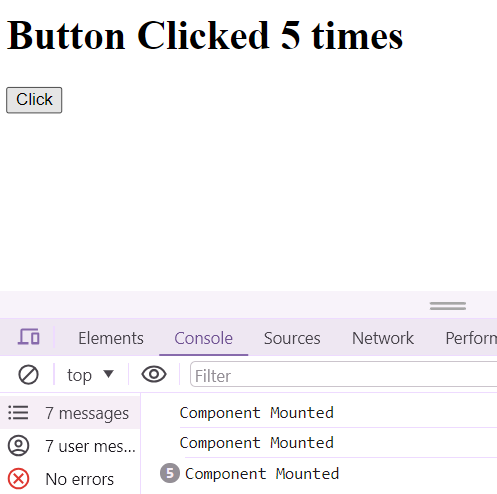 Button Clicked 5 times
Click
Elements Console Sources Network Perforn
top Filter
7 messages
Component Mounted
7 user mes...
Component Mounted
No errors
5 Component Mounted